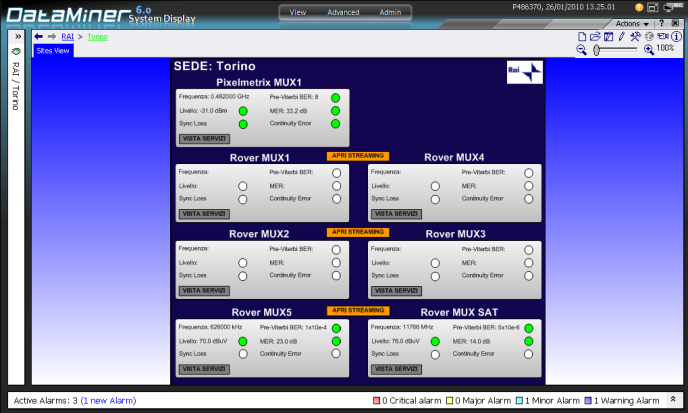 DataMiner 6.0 System Display
View Advanced Admin
P486370, 26/01/2010 13.25.01
Actions ? x
RAI > Torino
Sites View
100%
RAI / Torino
SEDE: Torino
Rai
Pixelmetrix MUX1
Frequenza: 0.482000 GHz Pre-Viterbi BER: 8
Livello: -31.0 dBm MER: 33.2 dB
Sync Loss Continuity Error
VISTA SERVIZI
Rover MUX1 APRI STREAMING Rover MUX4
Frequenza: Pre-Viterbi BER: Frequenza: Pre-Viterbi BER:
Livello: MER: Livello: MER:
Sync Loss Continuity Error Sync Loss Continuity Error
VISTA SERVIZI VISTA SERVIZI
Rover MUX2 APRI STREAMING Rover MUX3
Frequenza: Pre-Viterbi BER: Frequenza: Pre-Viterbi BER:
Livello: MER: Livello: MER:
Sync Loss Continuity Error Sync Loss Continuity Error
VISTA SERVIZI VISTA SERVIZI
Rover MUX5 APRI STREAMING Rover MUX SAT
Frequenza: 626000 kHz Pre-Viterbi BER: 1x10e-4 Frequenza: 11766 MHz Pre-Viterbi BER: 5x10e-6
Livello: 70.0 dBuV MER: 23.0 dB Livello: 76.0 dBuV MER: 14.0 dB
Sync Loss Continuity Error Sync Loss Continuity Error
VISTA SERVIZI VISTA SERVIZI
Active Alarms: 3 (1 new Alarm) 0 Critical alarm 0 Major Alarm 1 Minor Alarm 1 Warning Alarm